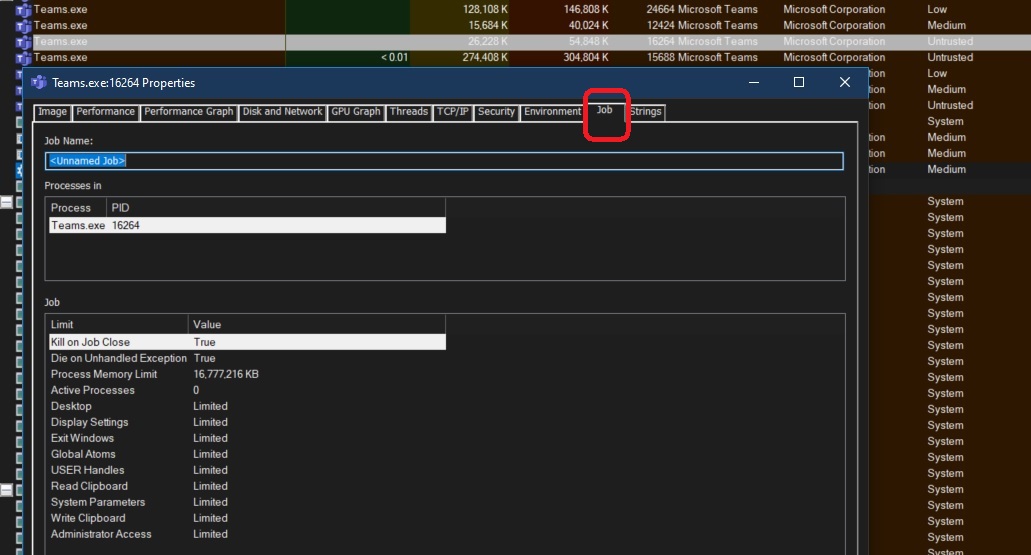 Teams.exe 128,108 K 146,808 K 24664 Microsoft Teams Microsoft Corporation Low
Teams.exe 15,684 K 40,024 K 12424 Microsoft Teams Microsoft Corporation Medium
Teams.exe 26,228 K 54,848 K 16264 Microsoft Teams Microsoft Corporation Untrusted
Teams.exe < 0.01 274,408 K 304,804 K 15688 Microsoft Teams Microsoft Corporation Untrusted
tion Low
Teams.exe:16264 Properties
tion Medium
tion Untrusted
Image Performance Performance Graph Disk and Network GPU Graph Threads TCP/IP Security Environment Job Strings
System
tion Medium
Job Name:
tion Medium
<Unnamed Job>
tion Medium
Processes in
System
Process PID
System
Teams.exe 16264
System
System
System
System
System
System
Job
System
Limit Value
System
Kill on Job Close True
System
Die on Unhandled Exception True
System
Process Memory Limit 16,777,216 KB
System
Active Processes 0
System
Desktop Limited
System
Display Settings Limited
System
Exit Windows Limited
System
Global Atoms Limited
System
USER Handles Limited
System
Read Clipboard Limited
System
System Parameters Limited
System
Write Clipboard Limited
System
Administrator Access Limited
System
System